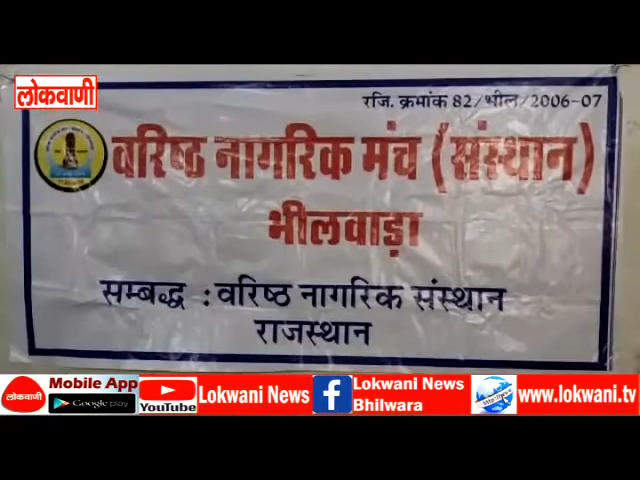 लोकवाणी
रजि. क्रमांक 82/भील/2006-07
वरिष्ठ नागरिक मंच (संस्थान)
भीलवाड़ा
सम्बद्ध : वरिष्ठ नागरिक संस्थान
राजस्थान
लोकवाणी
Mobile App
Google play
YouTube
Lokwani News
Lokwani News
Bhilwara
www.lokwani.tv